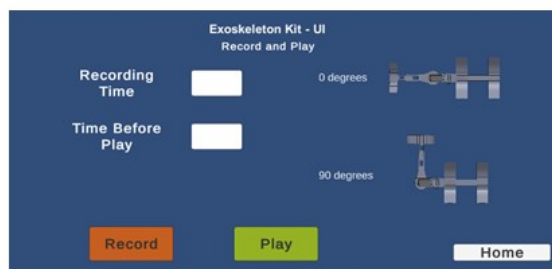 Exoskeleton Kit - UI
Record and Play
Recording
Time
0 degrees
Time Before
Play
90 degrees
Record
Play
Home